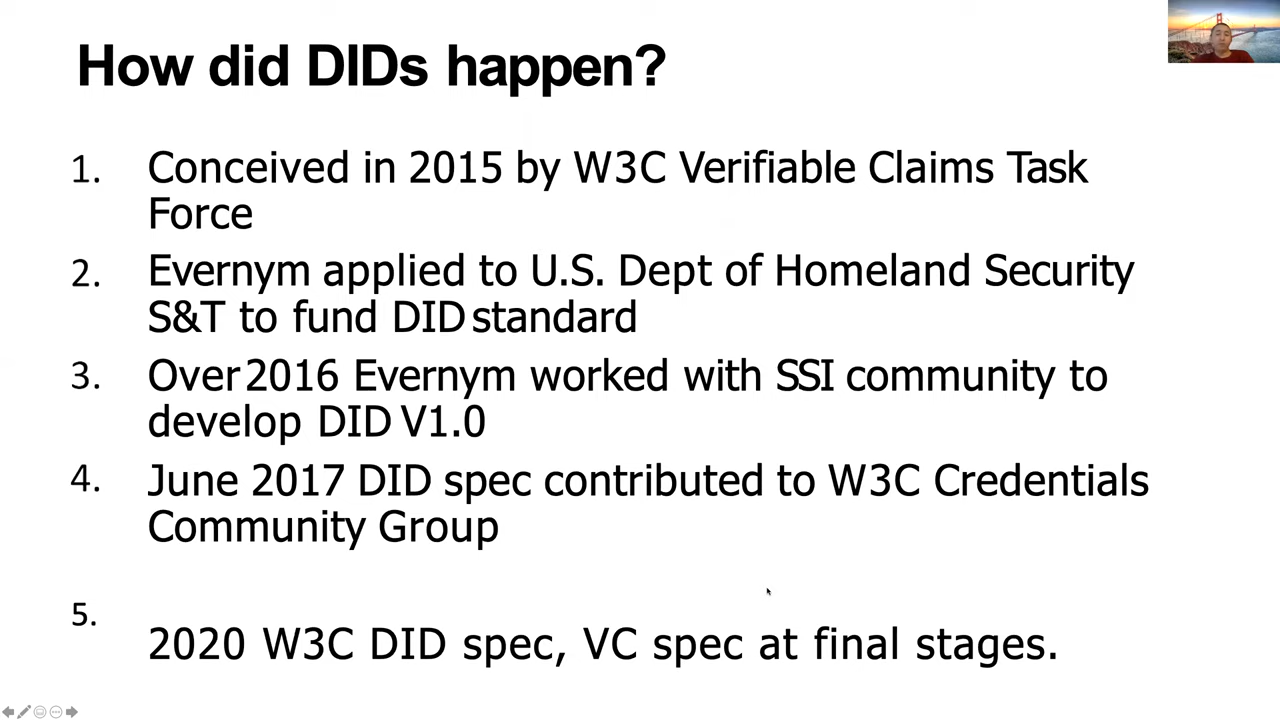 How did DIDs happen?
1. Conceived in 2015 by W3C Verifiable Claims Task
Force
2. Evernym applied to U.S. Dept of Homeland Security
S&T to fund DID standard
3. Over 2016 Evernym worked with SSI community to
develop DID V1.0
4. June 2017 DID spec contributed to W3C Credentials
Community Group
5. 2020 W3C DID spec, VC spec at final stages.